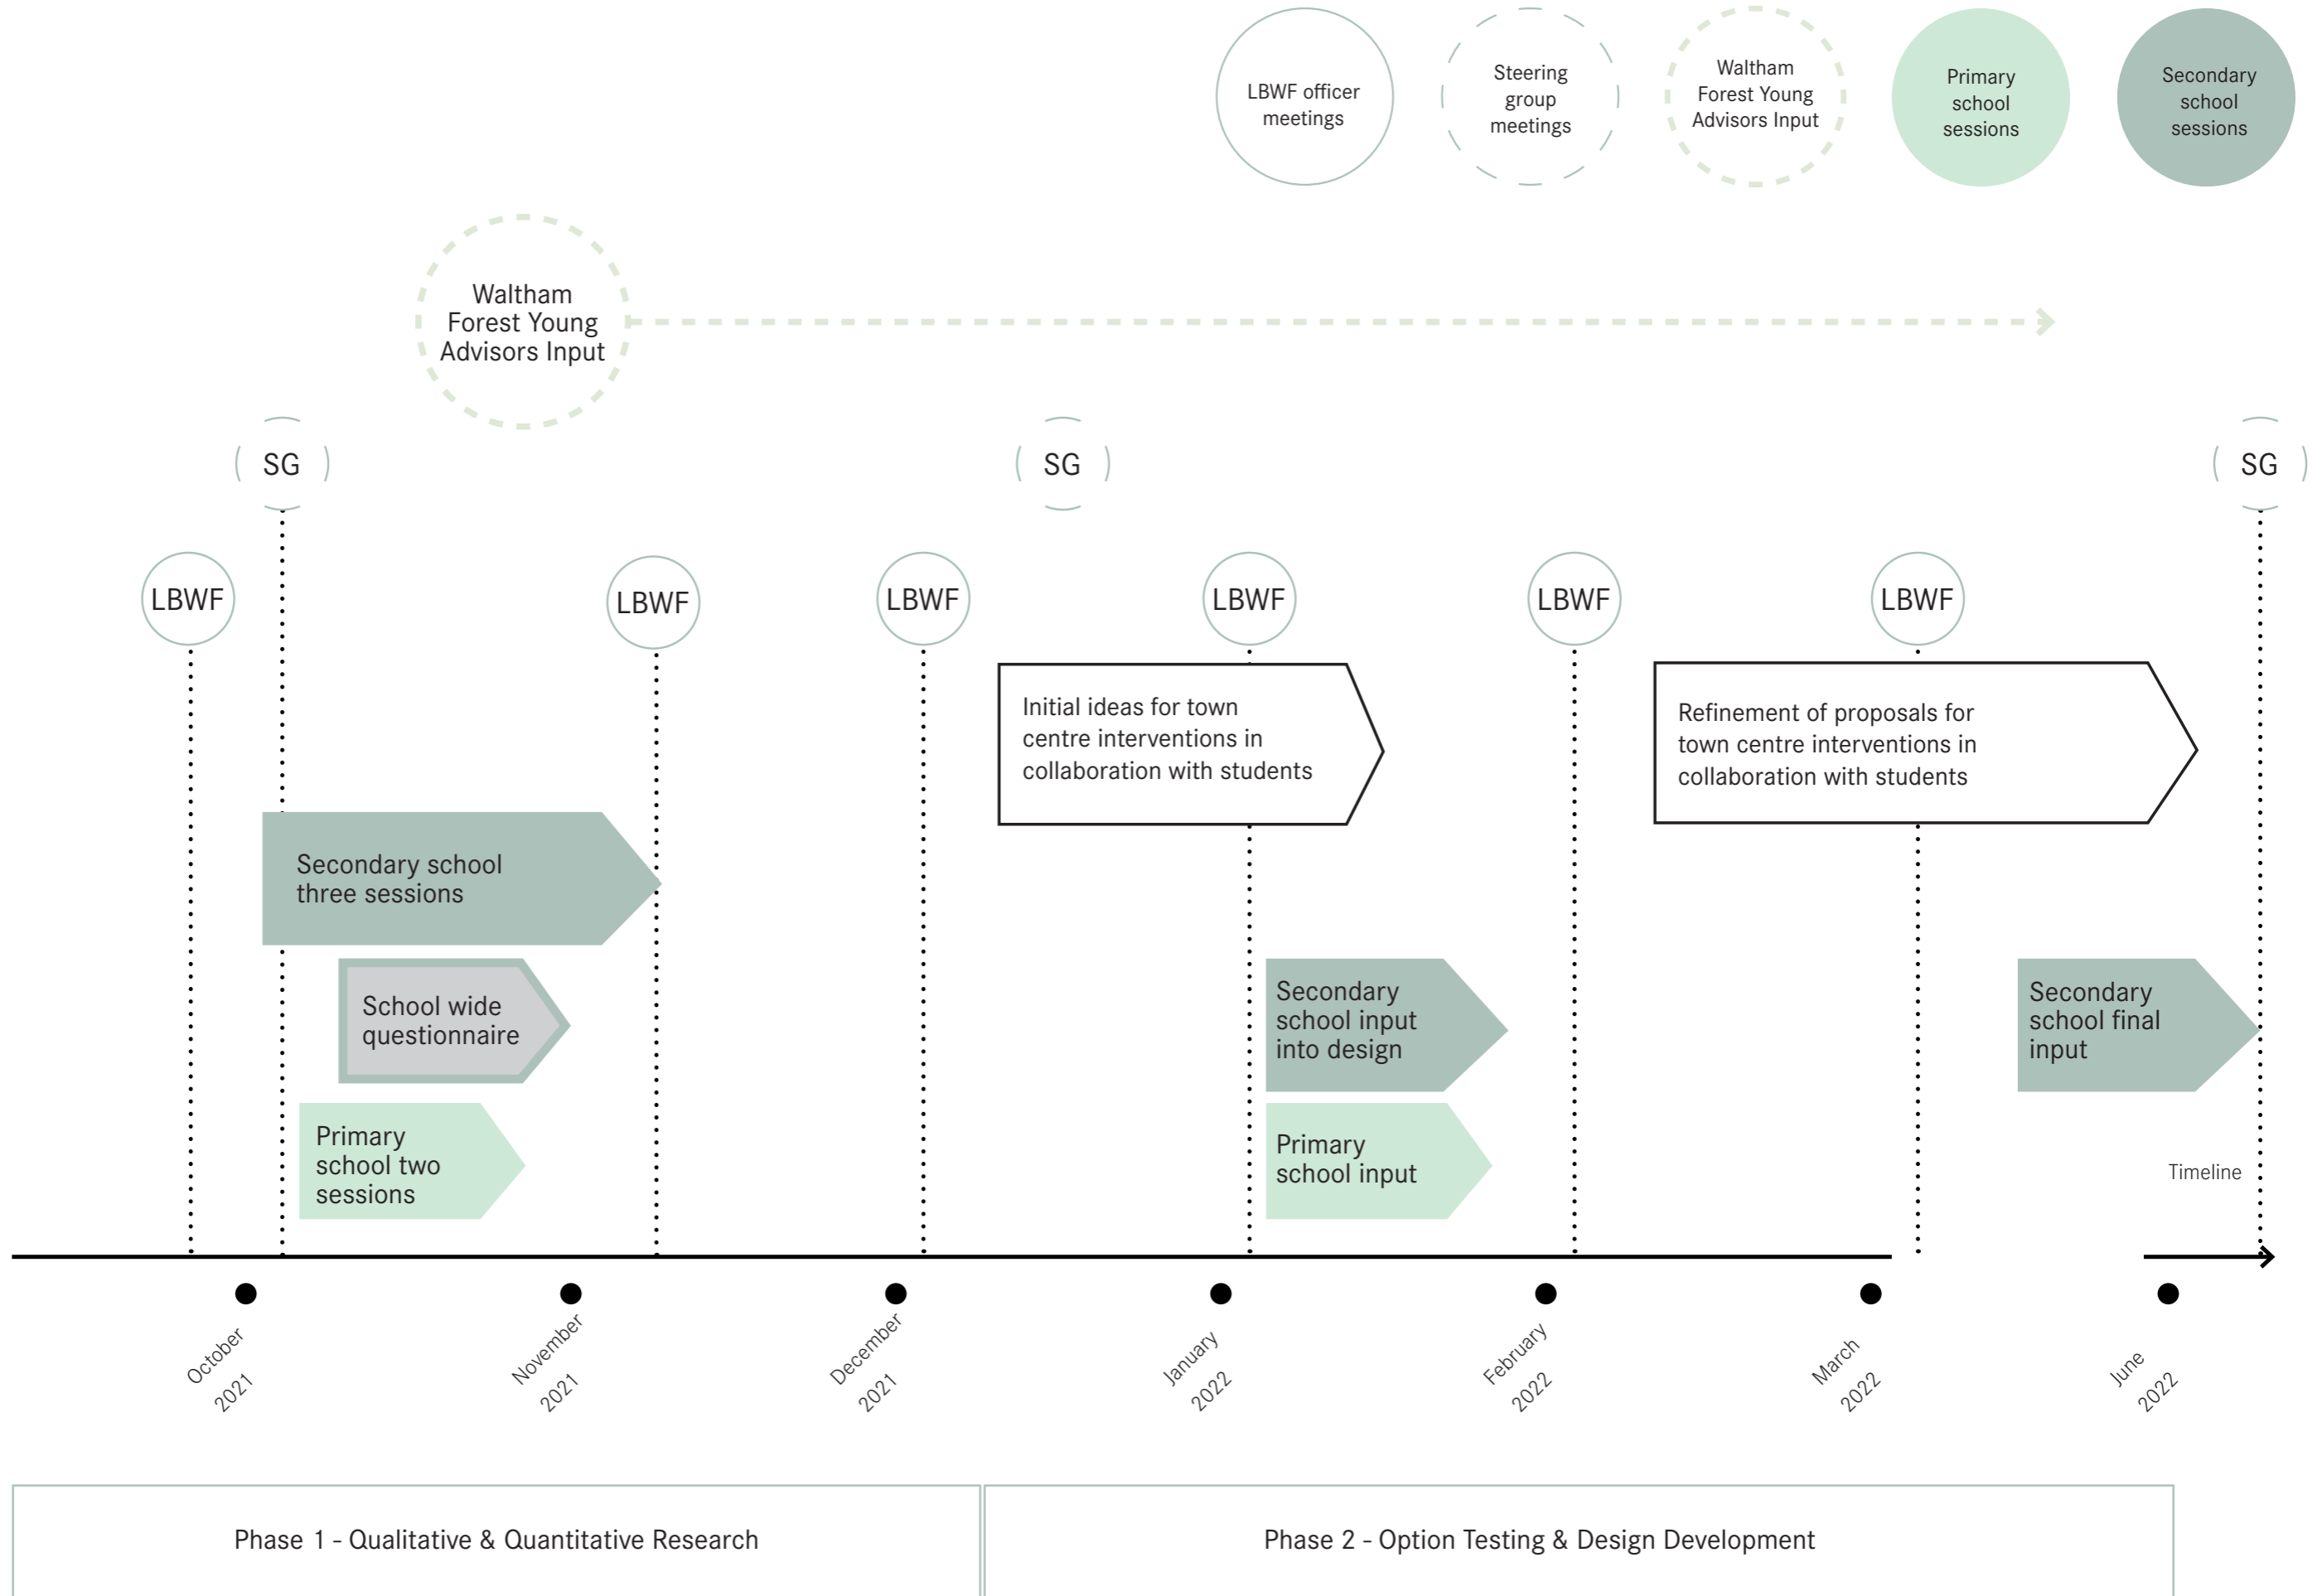 LBWF officer
meetings
Steering
group
meetings
Waltham
Forest Young
Advisors Input
Primary
school
sessions
Secondary
school
sessions
Waltham
Forest Young
Advisors Input
SG
SG
SG
LBWF
LBWF
LBWF
LBWF
LBWF
LBWF
Initial ideas for town
centre interventions in
collaboration with students
Refinement of proposals for
town centre interventions in
collaboration with students
Secondary school
three sessions
School wide
questionnaire
Primary
school two
sessions
Secondary
school input
into design
Primary
school input
Secondary
school final
input
Timeline
October
2021
November
2021
December
2021
January
2022
February
2022
March
2022
June
2022
Phase 1 - Qualitative & Quantitative Research
Phase 2 - Option Testing & Design Development